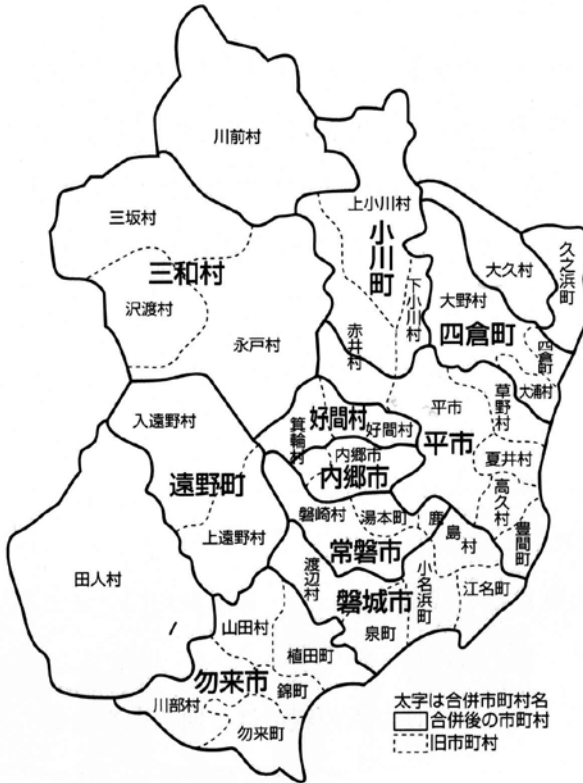 川前村
三坂村
上小川村
小川町
三和村
大久村
久之浜町
沢渡村
下小川村
大野村
四倉町
永戸村
赤井村
四倉町
大浦村
入遠野村
箕輪村
好間村
好間村
平市
平市
草野村
内郷市
内郷市
夏井村
遠野町
高久村
磐崎村
湯本町
鹿島村
豊間町
上遠野村
常磐市
田人村
渡辺村
磐城市
小名浜町
江名町
泉町
山田村
植田町
勿来市
錦町
川部村
勿来町
太字は合併市町村名
合併後の市町村
旧市町村